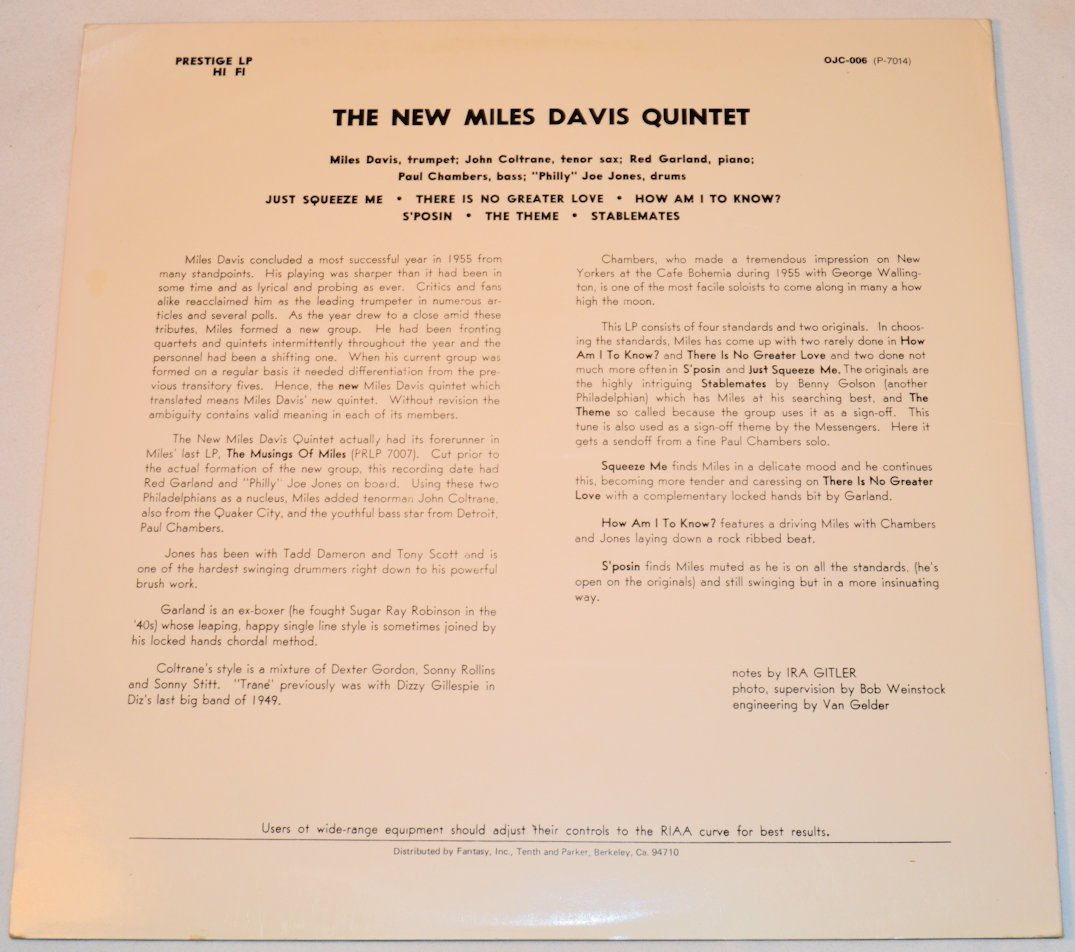 PRESTIGE LP
HI FI
OJC-006 (P-7014)
THE NEW MILES DAVIS QUINTET
Miles Davis, trumpet; John Coltrane, tenor sax; Red Garland, piano;
Paul Chambers, bass; "Philly" Joe Jones, drums
JUST SQUEEZE ME • THERE IS NO GREATER LOVE • HOW AM I TO KNOW?
S'POSIN • THE THEME • STABLEMATES
Miles Davis concluded a most successful year in 1955 from
many standpoints. His playing was sharper than it had been in
some time and as lyrical and probing as ever. Critics and fans
alike reacclaimed him as the leading trumpeter in numerous ar-
ticles and several polls. As the year drew to a close amid these
tributes, Miles formed a new group. He had been fronting
quartets and quintets intermittently throughout the year and the
personnel had been a shifting one. When his current group was
formed on a regular basis it needed differentiation from the pre-
vious transitory fives. Hence, the new Miles Davis quintet which
translated means Miles Davis' new quintet. Without revision the
ambiguity contains valid meaning in each of its members.
The New Miles Davis Quintet actually had its forerunner in
Miles' last LP, The Musings Of Miles (PRLP 7007). Cut prior to
the actual formation of the new group, this recording date had
Red Garland and "Philly" Joe Jones on board. Using these two
Philadelphians as a nucleus, Miles added tenorman John Coltrane,
also from the Quaker City, and the youthful bass star from Detroit,
Paul Chambers.
Jones has been with Tadd Dameron and Tony Scott and is
one of the hardest swinging drummers right down to his powerful
brush work.
Garland is an ex-boxer (he fought Sugar Ray Robinson in the
'40s) whose leaping, happy single line style is sometimes joined by
his locked hands chordal method.
Coltrane's style is a mixture of Dexter Gordon, Sonny Rollins
and Sonny Stitt. "Trane" previously was with Dizzy Gillespie in
Diz's last big band of 1949.
Chambers, who made a tremendous impression on New
Yorkers at the Cafe Bohemia during 1955 with George Walling-
ton, is one of the most facile soloists to come along in many a how
high the moon.
This LP consists of four standards and two originals. In choos-
ing the standards, Miles has come up with two rarely done in How
Am I To Know? and There Is No Greater Love and two done not
much more often in S'posin and Just Squeeze Me. The originals are
the highly intriguing Stablemates by Benny Golson (another
Philadelphian) which has Miles at his searching best, and The
Theme so called because the group uses it as a sign-off. This
tune is also used as a sign-off theme by the Messengers. Here it
gets a sendoff from a fine Paul Chambers solo.
Squeeze Me finds Miles in a delicate mood and he continues
this, becoming more tender and caressing on There Is No Greater
Love with a complementary locked hands bit by Garland.
How Am I To Know? features a driving Miles with Chambers
and Jones laying down a rock ribbed beat.
S'posin finds Miles muted as he is on all the standards, (he's
open on the originals) and still swinging but in a more insinuating
way.
notes by IRA GITLER
photo, supervision by Bob Weinstock
engineering by Van Gelder
Users of wide-range equipment should adjust their controls to the RIAA curve for best results.
Distributed by Fantasy, Inc., Tenth and Parker, Berkeley, Ca. 94710